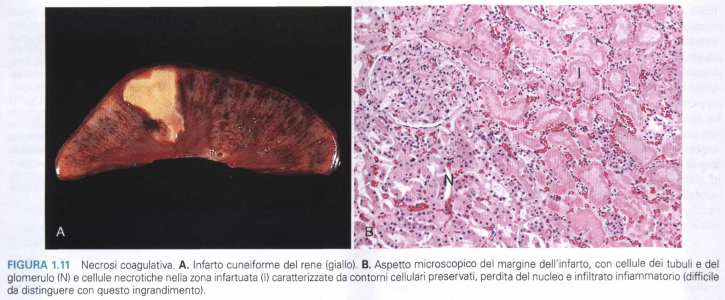 A
I
N
B
FIGURA 1.11 Necrosi coagulativa. A. Infarto cuneiforme del rene (giallo). B. Aspetto microscopico del margine dell'infarto, con cellule dei tubuli e del
glomerulo (N) e cellule necrotiche nella zona infartuata (I) caratterizzate da contorni cellulari preservati, perdita del nucleo e infiltrato infiammatorio (difficile
da distinguere con questo ingrandimento).